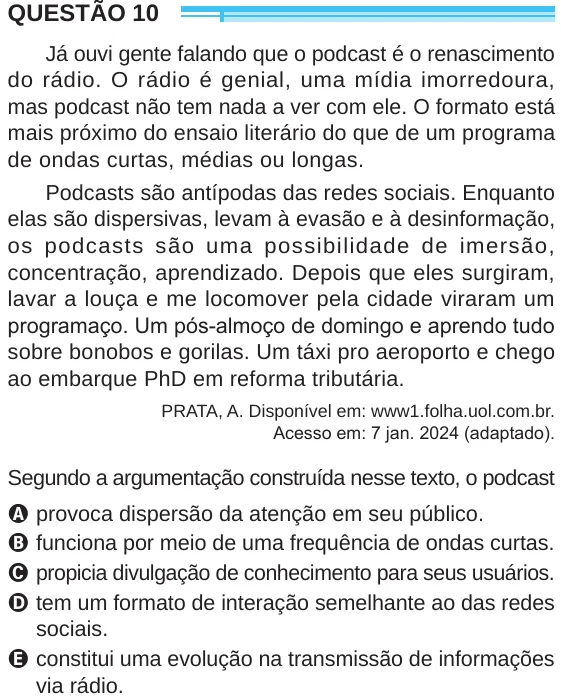 QUESTÃO 10
Já ouvi gente falando que o podcast é o renascimento
do rádio. O rádio é genial, uma mídia imorredoura,
mas podcast não tem nada a ver com ele. O formato está
mais próximo do ensaio literário do que de um programa
de ondas curtas, médias ou longas.
Podcasts são antípodas das redes sociais. Enquanto
elas são dispersivas, levam à evasão e à desinformação,
os podcasts são uma possibilidade de imersão,
concentração, aprendizado. Depois que eles surgiram,
lavar a louça e me locomover pela cidade viraram um
programaço. Um pós-almoço de domingo e aprendo tudo
sobre bonobos e gorilas. Um táxi pro aeroporto e chego
ao embarque PhD em reforma tributária.
PRATA, A. Disponível em: www1.folha.uol.com.br.
Acesso em: 7 jan. 2024 (adaptado).
Segundo a argumentação construída nesse texto, o podcast
A provoca dispersão da atenção em seu público.
B funciona por meio de uma frequência de ondas curtas.
C propicia divulgação de conhecimento para seus usuários.
D tem um formato de interação semelhante ao das redes
sociais.
E constitui uma evolução na transmissão de informações
via rádio.